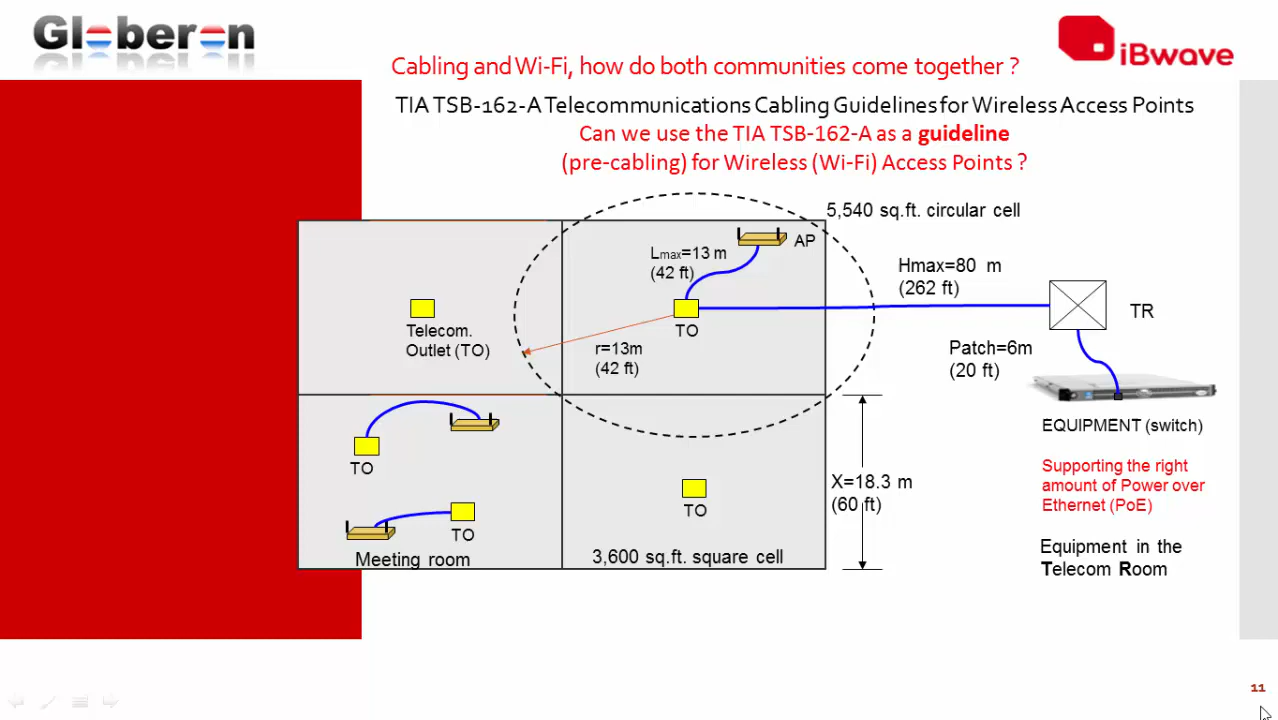 Globeron
iBwave
Cabling and Wi-Fi, how do both communities come together ?
TIA TSB-162-A Telecommunications Cabling Guidelines for Wireless Access Points
Can we use the TIA TSB-162-A as a guideline
(pre-cabling) for Wireless (Wi-Fi) Access Points ?
5,540 sq.ft. circular cell
AP
Lmax=13 m
(42 ft)
Hmax=80 m
(262 ft)
TR
Telecom.
Outlet (TO)
TO
r=13m
(42 ft)
Patch=6m
(20 ft)
EQUIPMENT (switch)
TO
Supporting the right
amount of Power over
Ethernet (PoE)
X=18.3 m
(60 ft)
TO
TO
Meeting room
3,600 sq.ft. square cell
Equipment in the
Telecom Room
11